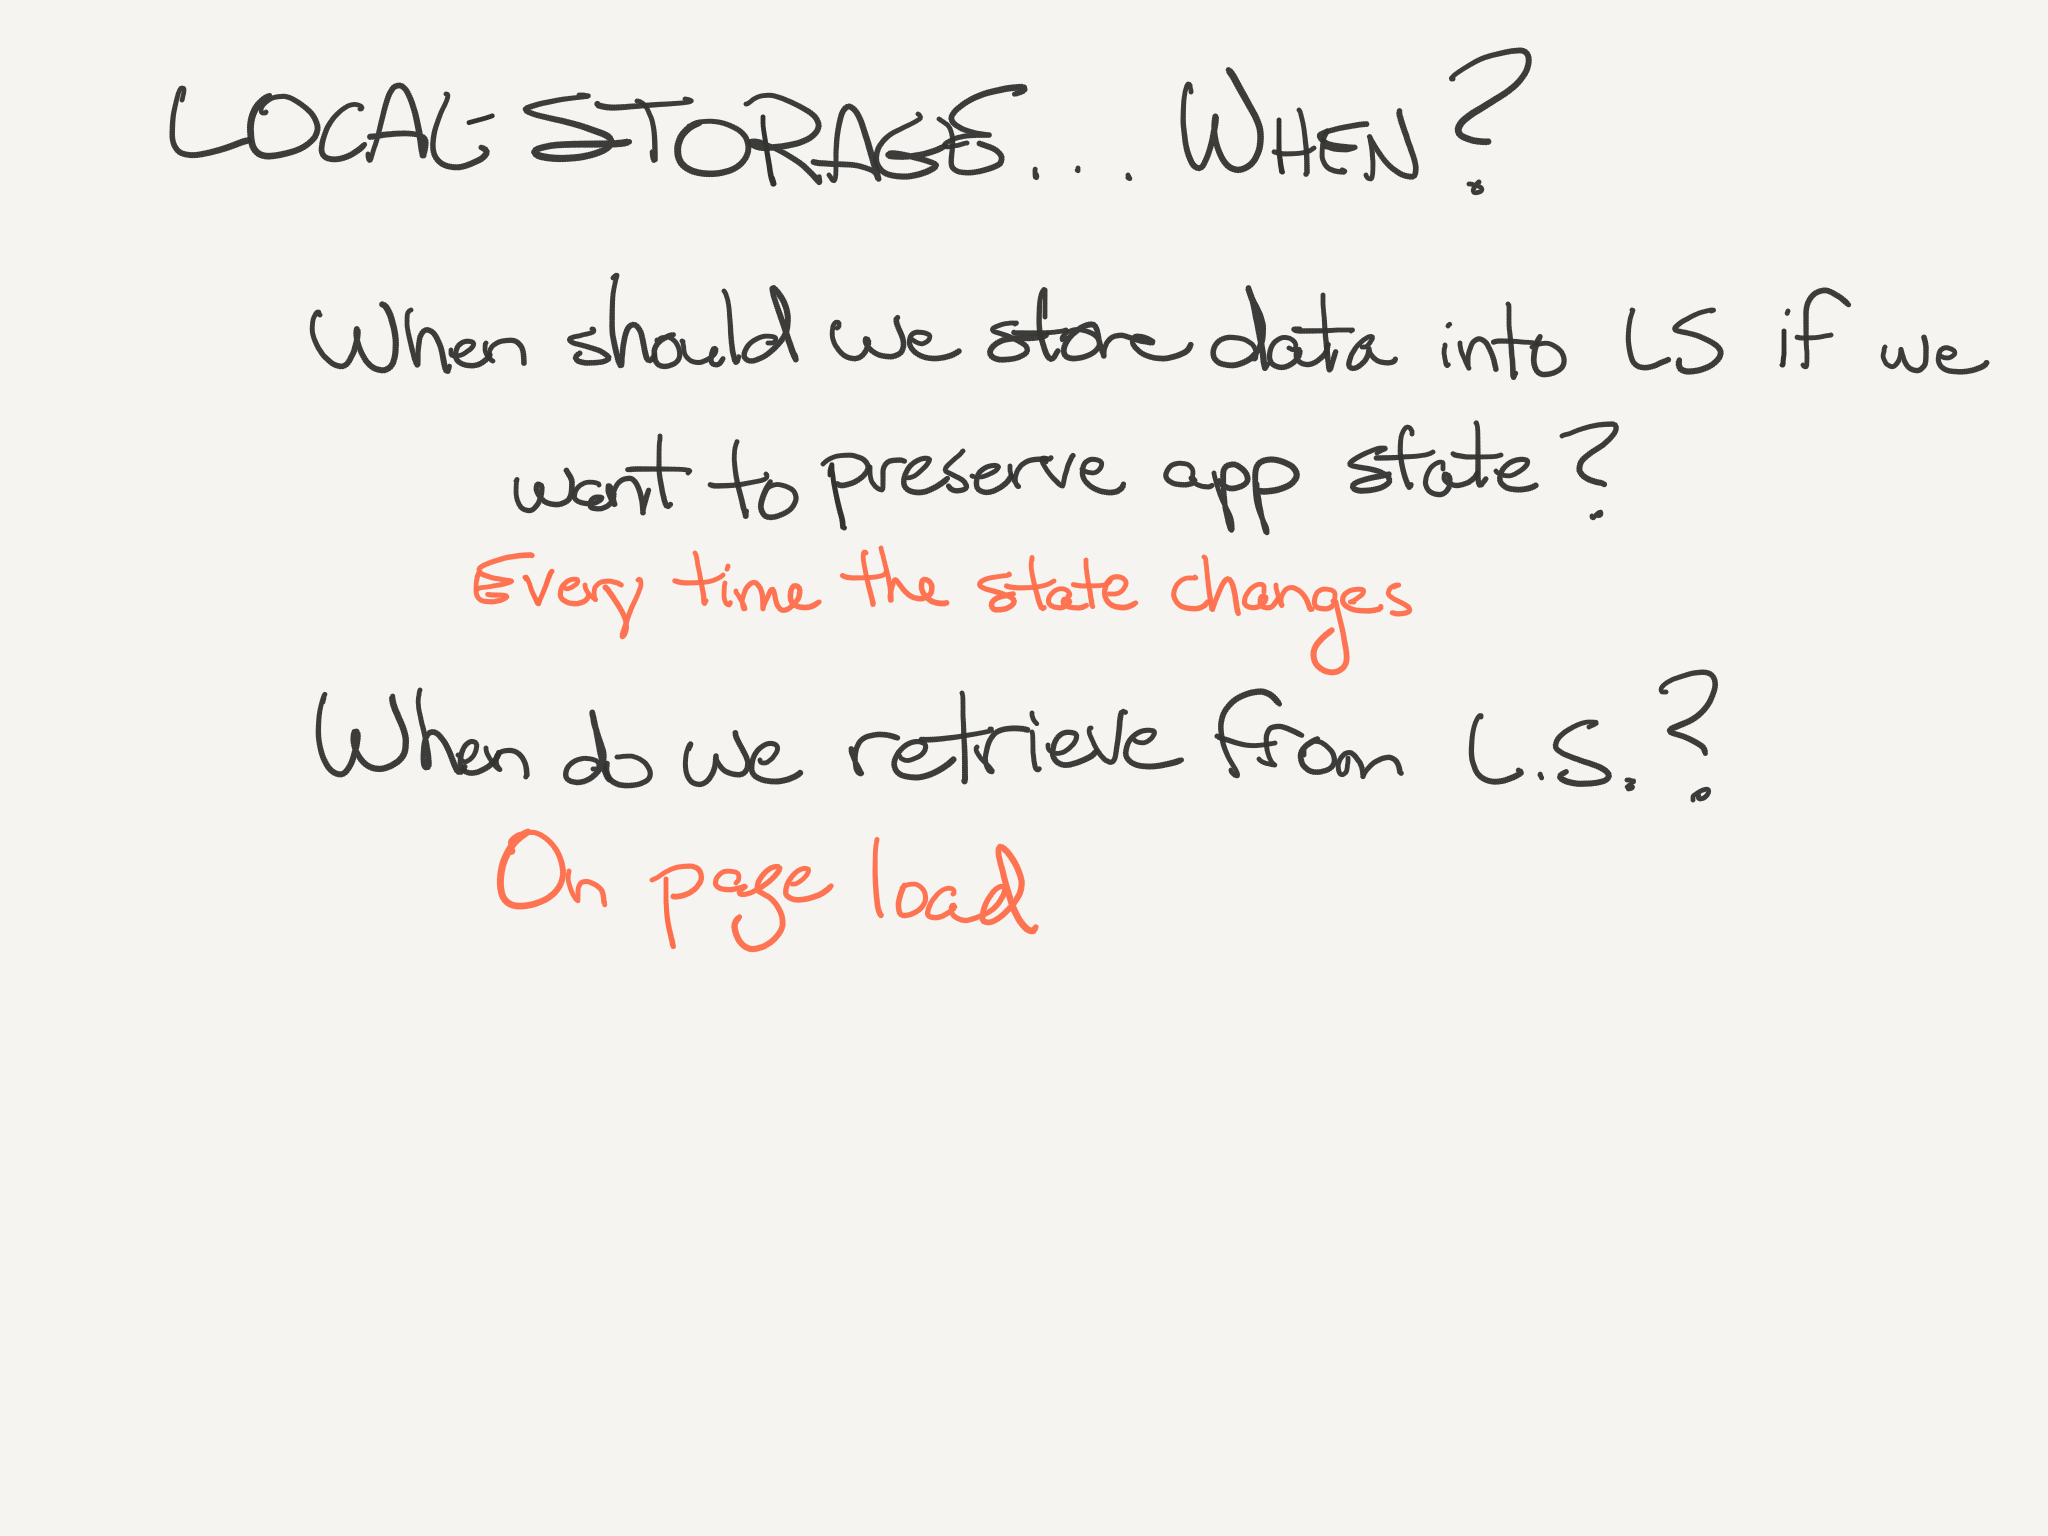 LOCAL STORAGE... WHEN?
When should we store data into LS if we
want to preserve app state?
Every time the state changes
When do we retrieve from L.S.?
On page load